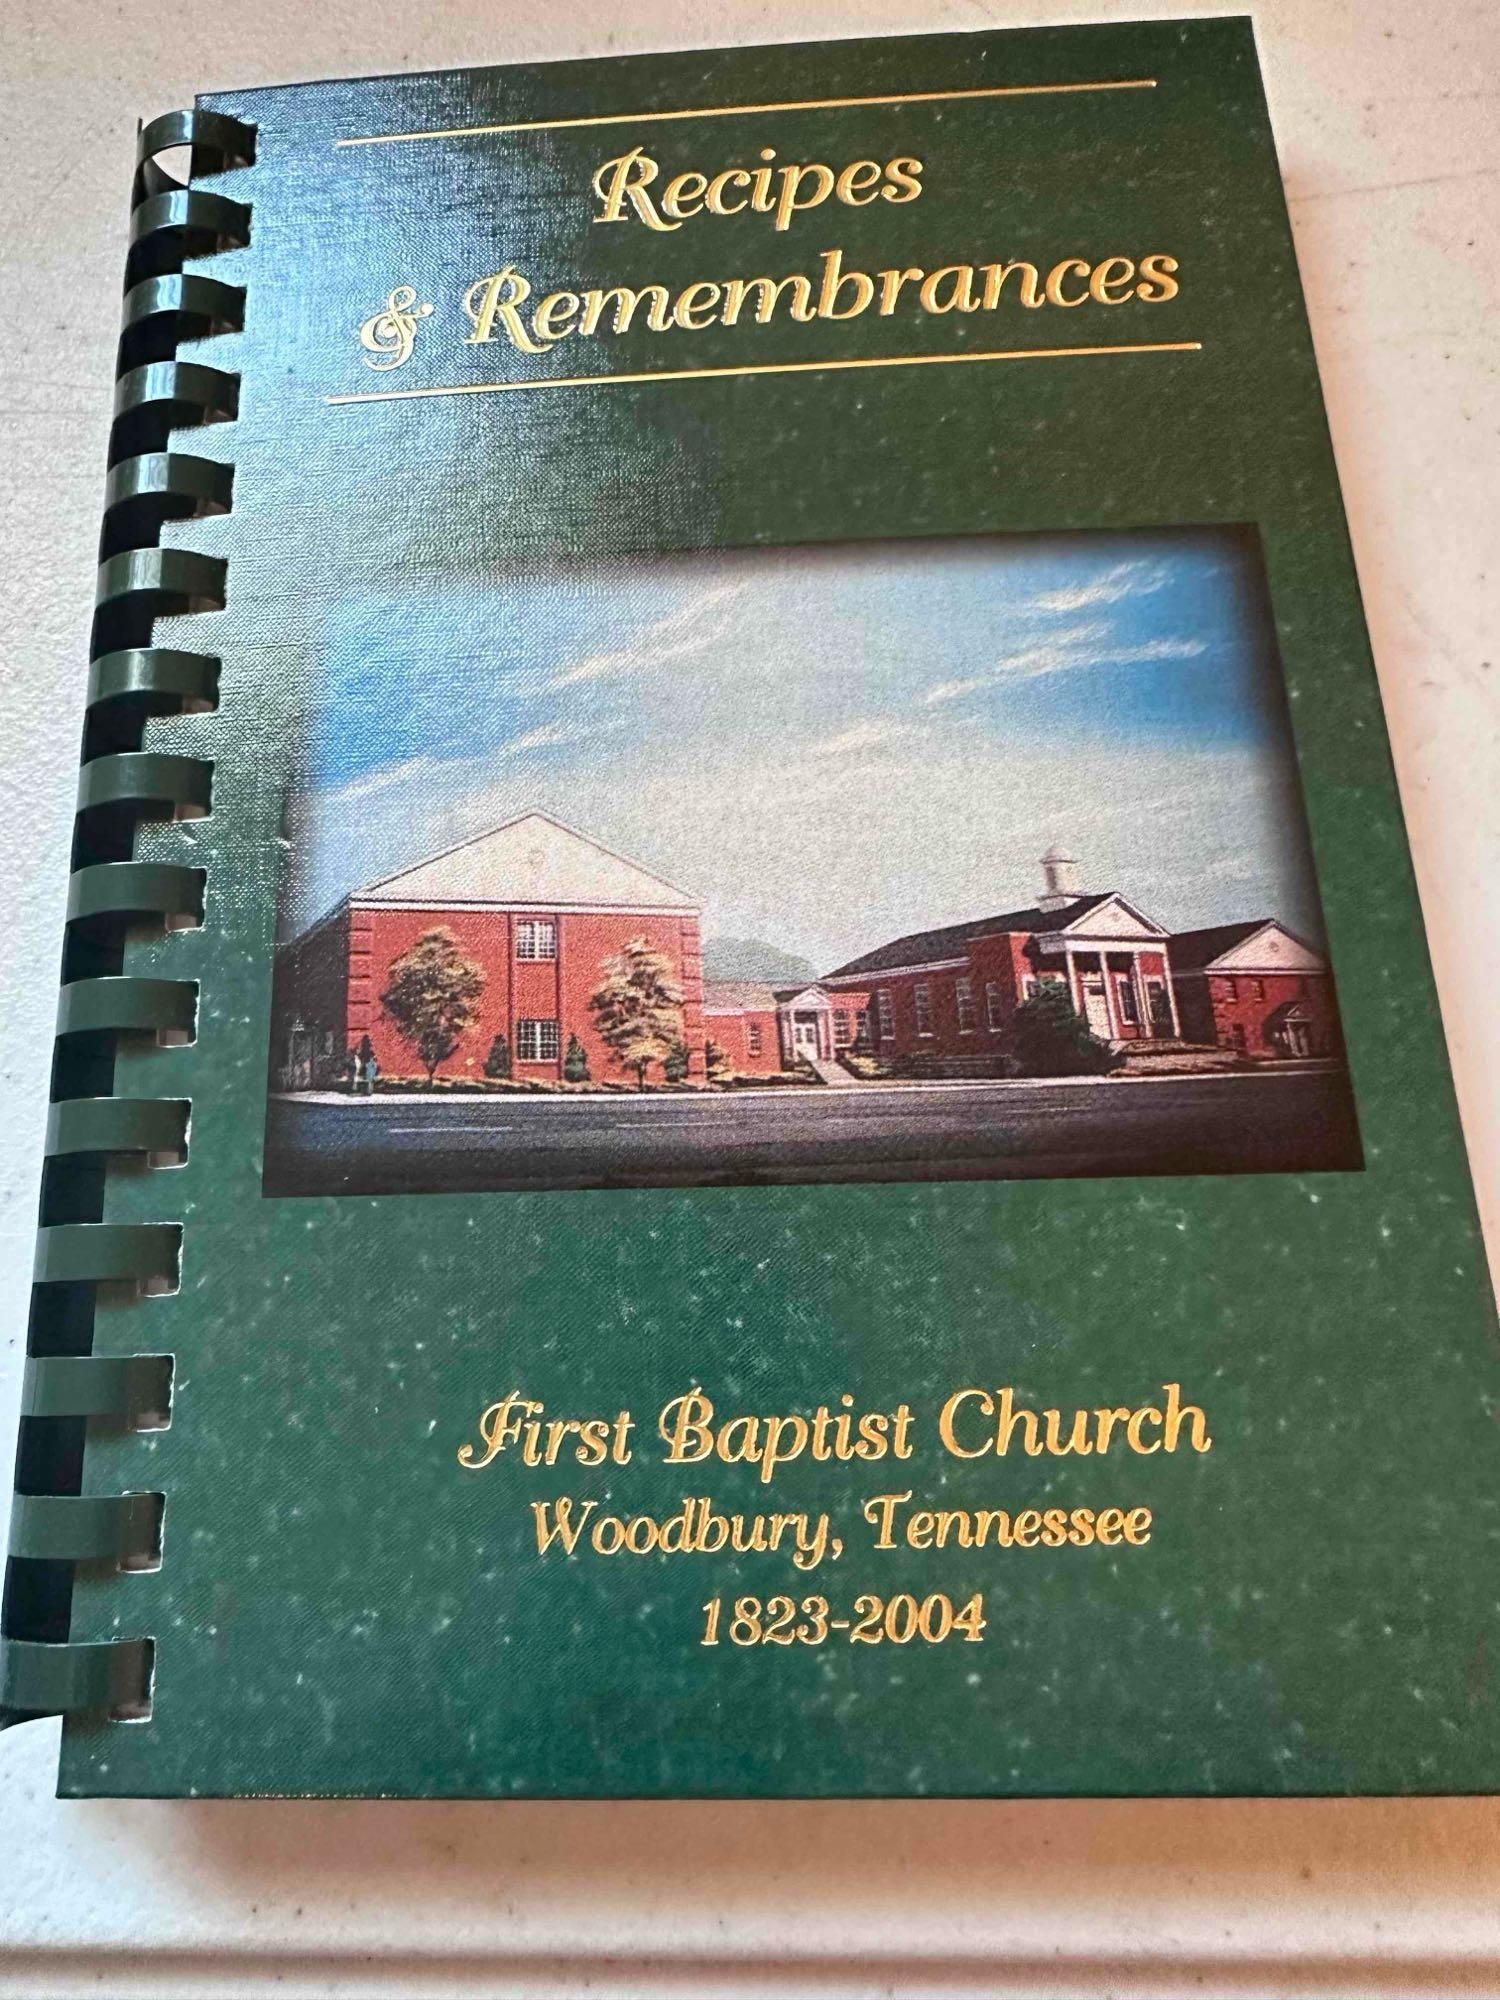 Recipes
& Remembrances
First Baptist Church
Woodbury, Tennessee
1823-2004